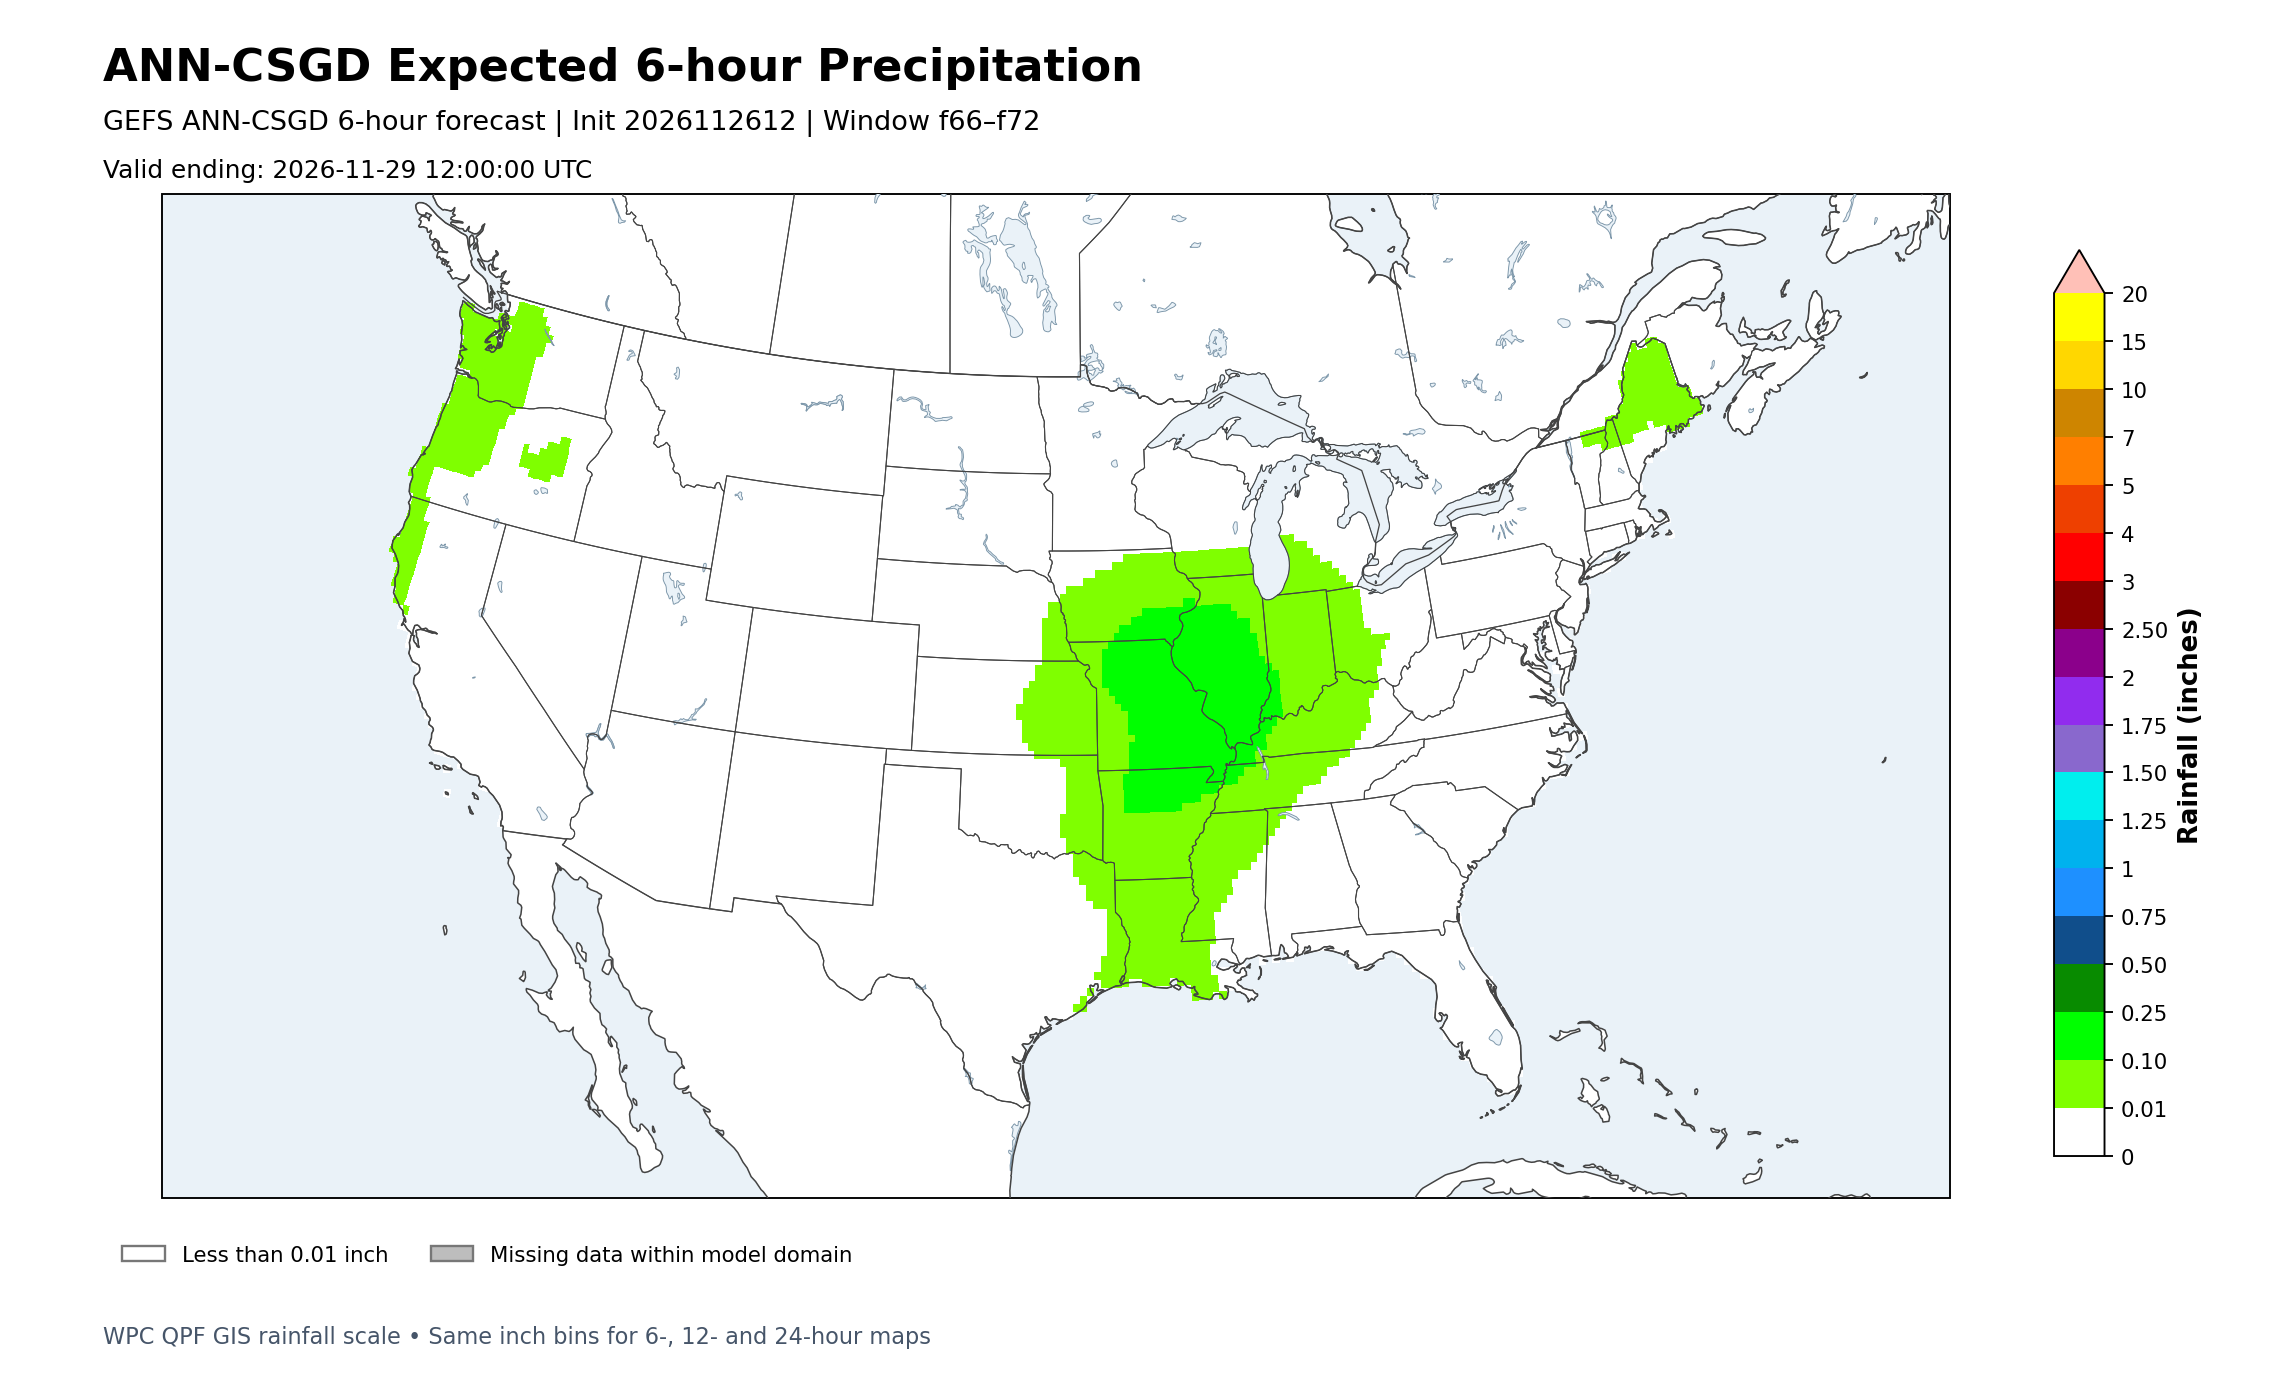 ANN-CSGD Expected 6-hour Precipitation
GEFS ANN-CSGD 6-hour forecast | Init 2026112612 | Window f66–f72
Valid ending: 2026-11-29 12:00:00 UTC
20
15
10
7
5
4
3
2.50
2
1.75
1.50
1.25
1
0.75
0.50
0.25
0.10
0.01
0
Rainfall (inches)
Less than 0.01 inch
Missing data within model domain
WPC QPF GIS rainfall scale • Same inch bins for 6-, 12- and 24-hour maps